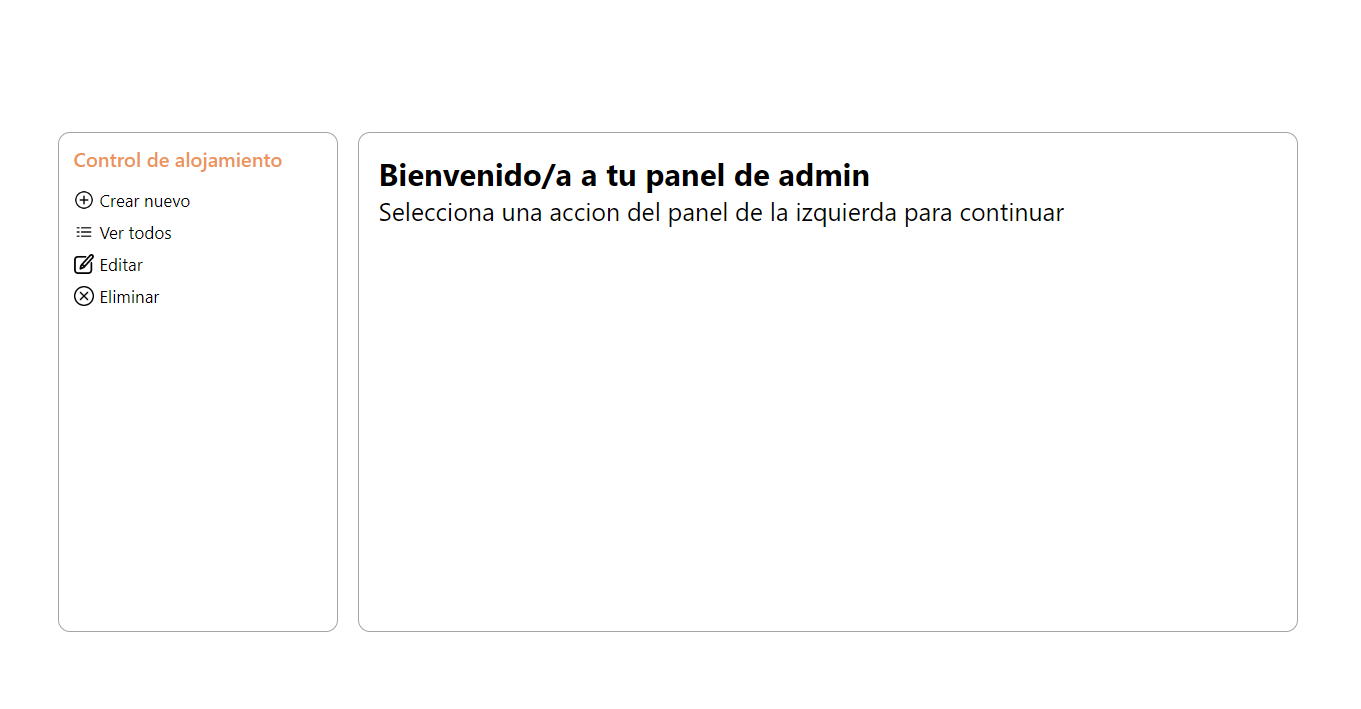 Control de alojamiento
Crear nuevo
Ver todos
Editar
Eliminar
Bienvenido/a a tu panel de admin
Selecciona una accion del panel de la izquierda para continuar